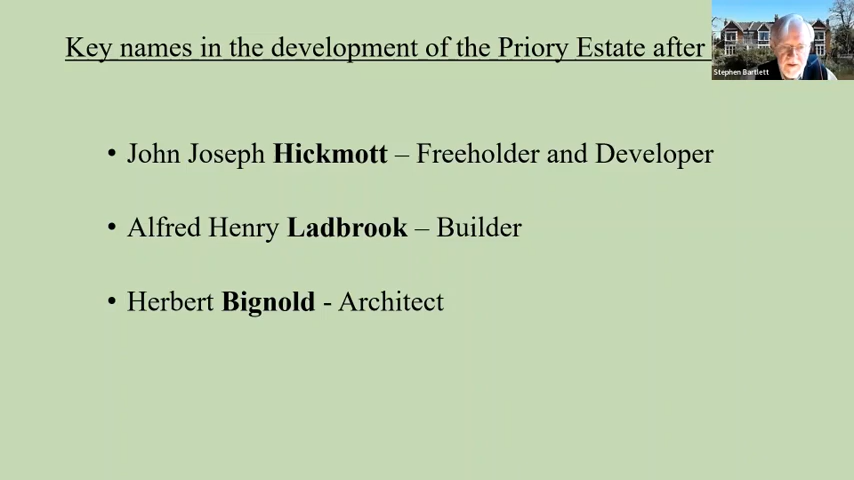 Key names in the development of the Priory Estate after
Stephen Bartlett
• John Joseph Hickmott – Freeholder and Developer
• Alfred Henry Ladbrook – Builder
• Herbert Bignold - Architect